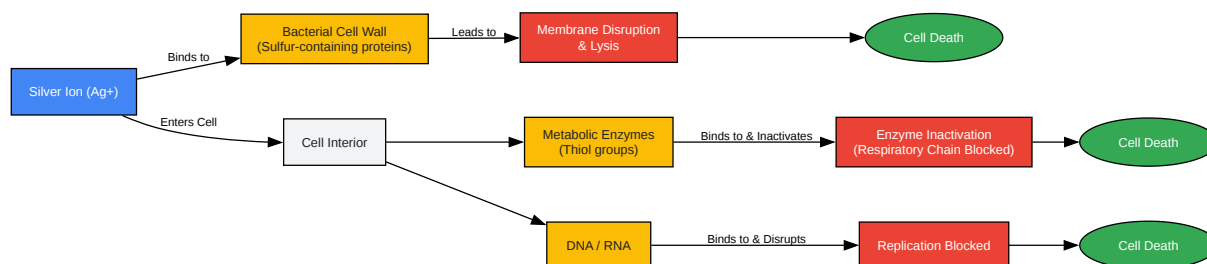 Bacterial Cell Wall
(Sulfur-containing proteins)
Leads to
Membrane Disruption
& Lysis
Cell Death
Binds to
Silver Ion (Ag+)
Enters Cell
Cell Interior
Metabolic Enzymes
(Thiol groups)
Binds to & Inactivates
Enzyme Inactivation
(Respiratory Chain Blocked)
Cell Death
DNA / RNA
Binds to & Disrupts
Replication Blocked
Cell Death